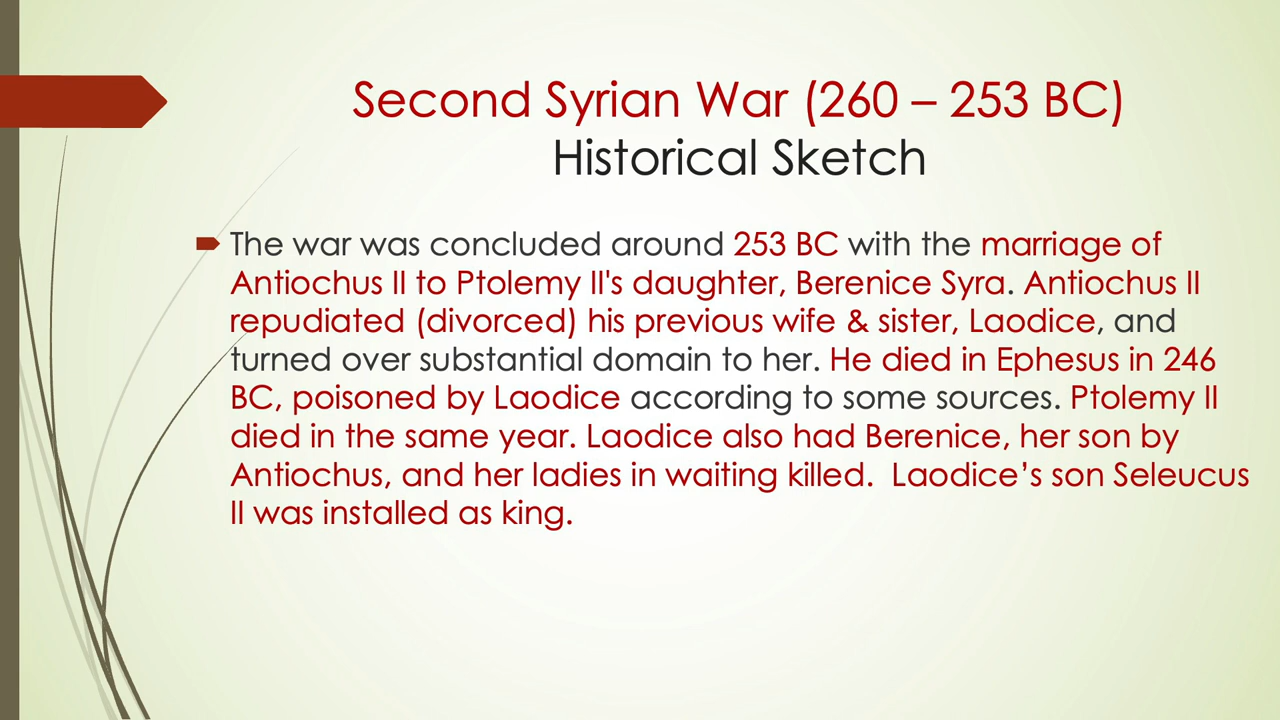 Second Syrian War (260 – 253 BC)
Historical Sketch
The war was concluded around 253 BC with the marriage of
Antiochus II to Ptolemy II's daughter, Berenice Syra. Antiochus II
repudiated (divorced) his previous wife & sister, Laodice, and
turned over substantial domain to her. He died in Ephesus in 246
BC, poisoned by Laodice according to some sources. Ptolemy II
died in the same year. Laodice also had Berenice, her son by
Antiochus, and her ladies in waiting killed.  Laodice’s son Seleucus
II was installed as king.